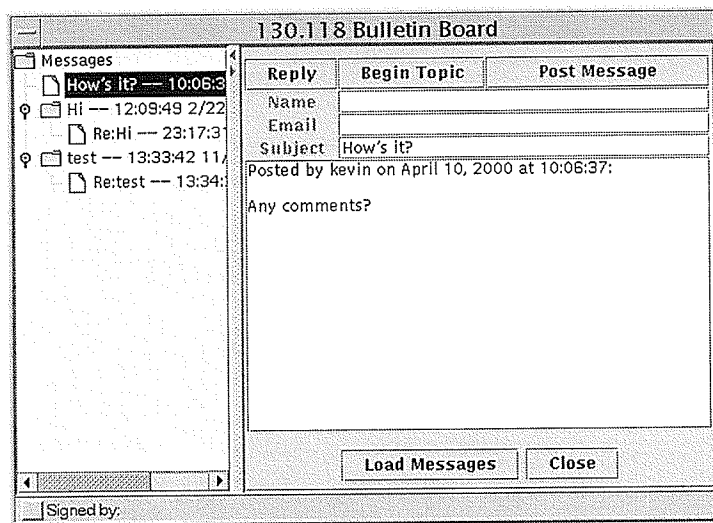 130.118 Bulletin Board
Messages
How's it? -- 10:06:3
Hi -- 12:09:49 2/22
Re:Hi -- 23:17:31
test -- 13:33:42 11/
Re:test -- 13:34:
Reply Begin Topic Post Message
Name
Email
Subject How's it?
Posted by kevin on April 10, 2000 at 10:06:37:
Any comments?
Load Messages Close
Signed by: